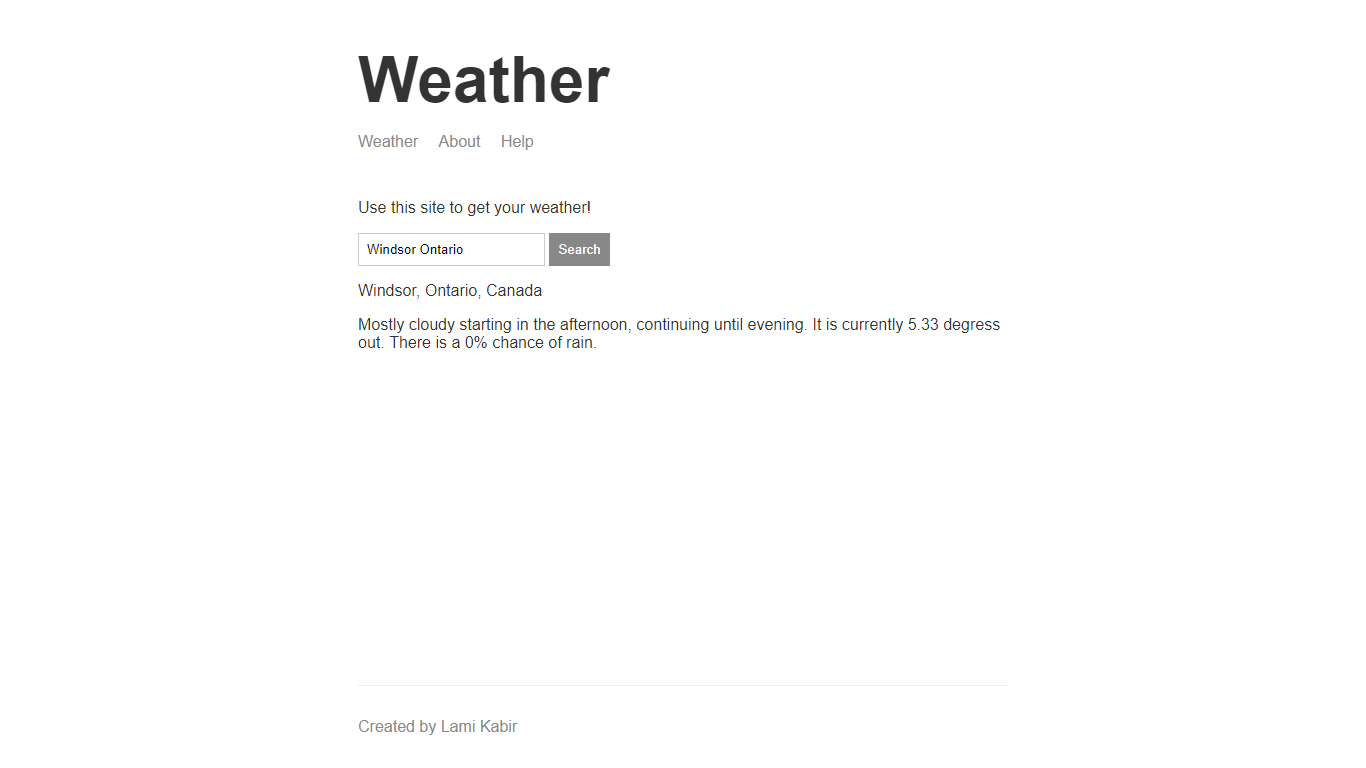 Weather
Weather About Help
Use this site to get your weather!
Windsor Ontario Search
Windsor, Ontario, Canada
Mostly cloudy starting in the afternoon, continuing until evening. It is currently 5.33 degress
out. There is a 0% chance of rain.
Created by Lami Kabir